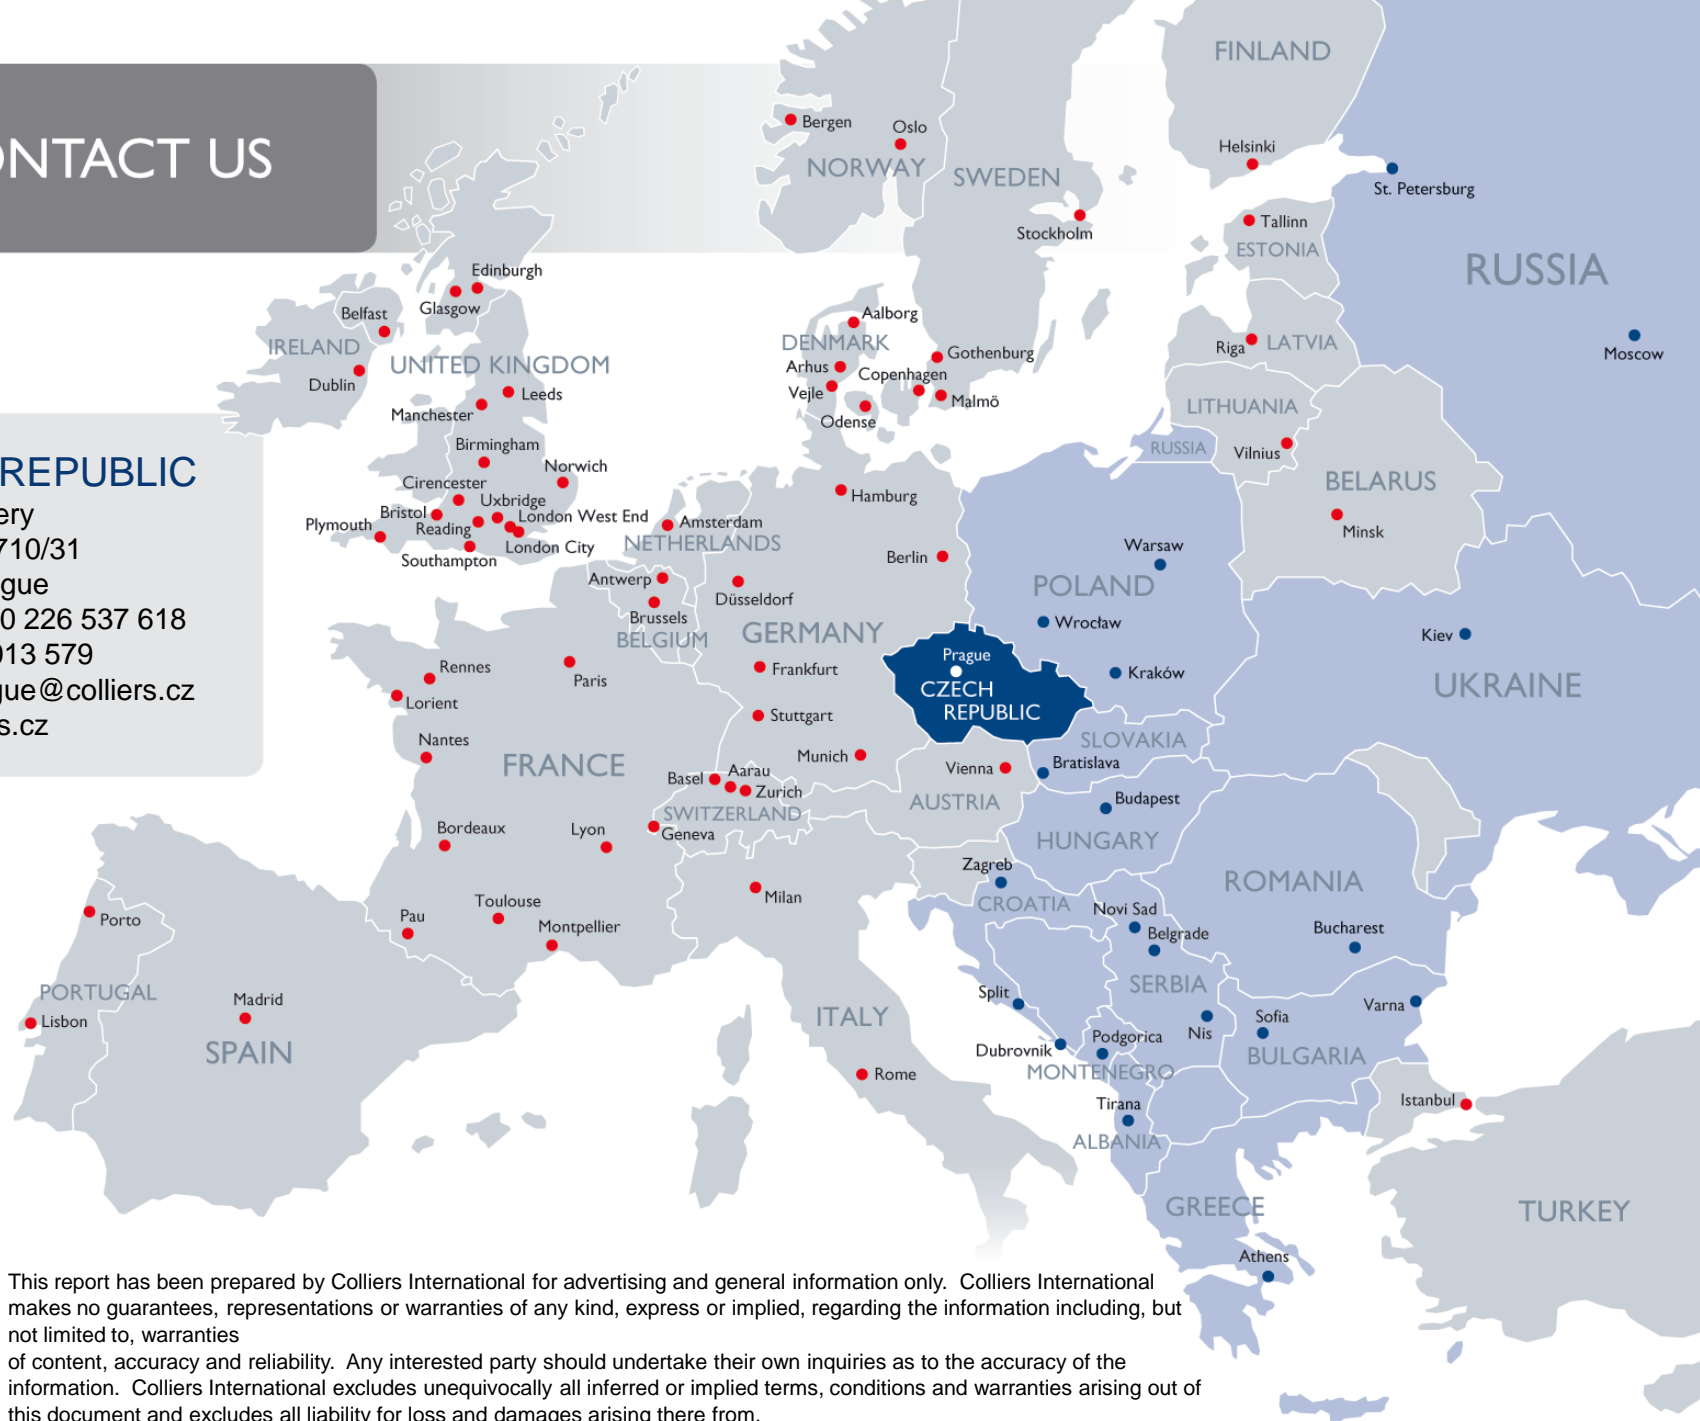 ONTACT US
REPUBLIC
ery
710/31
gue
0 226 537 618
913 579
gue@colliers.cz
s.cz
FINLAND
Bergen
Oslo
NORWAY
SWEDEN
Helsinki
St. Petersburg
Stockholm
Tallinn
ESTONIA
RUSSIA
Edinburgh
Glasgow
Belfast
IRELAND
Dublin
UNITED KINGDOM
Leeds
Manchester
Birmingham
Norwich
Cirencester
Uxbridge
Bristol
Reading
London West End
Plymouth
London City
Southampton
Aalborg
DENMARK
Arhus
Gothenburg
Copenhagen
Vejle
Malmö
Odense
Riga
LATVIA
Moscow
LITHUANIA
RUSSIA
Vilnius
BELARUS
Minsk
Hamburg
Amsterdam
NETHERLANDS
Berlin
Warsaw
POLAND
Antwerp
Düsseldorf
Brussels
BELGIUM
GERMANY
Wrocław
Kiev
UKRAINE
Prague
CZECH
REPUBLIC
Kraków
Rennes
Paris
Frankfurt
Lorient
Stuttgart
Nantes
FRANCE
Munich
Vienna
SLOVAKIA
Bratislava
Basel
Aarau
Zurich
SWITZERLAND
Geneva
AUSTRIA
Budapest
HUNGARY
Bordeaux
Lyon
Zagreb
CROATIA
ROMANIA
Milan
Toulouse
Pau
Montpellier
Novi Sad
Belgrade
Bucharest
Porto
PORTUGAL
Lisbon
Madrid
SPAIN
ITALY
Rome
Split
SERBIA
Nis
Sofia
Varna
BULGARIA
Dubrovnik
Podgorica
MONTENEGRO
Tirana
ALBANIA
Istanbul
GREECE
Athens
TURKEY
This report has been prepared by Colliers International for advertising and general information only.  Colliers International
makes no guarantees, representations or warranties of any kind, express or implied, regarding the information including, but
not limited to, warranties
of content, accuracy and reliability.  Any interested party should undertake their own inquiries as to the accuracy of the
information.  Colliers International excludes unequivocally all inferred or implied terms, conditions and warranties arising out of
this document and excludes all liability for loss and damages arising there from.